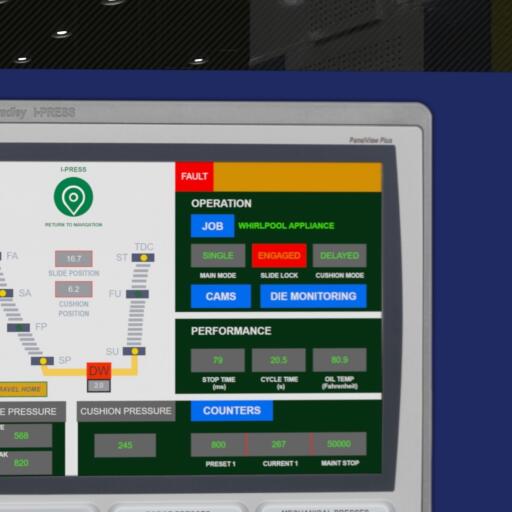 I-PRESS
PanelView Plus
I-PRESS
RETURN TO NAVIGATION
FAULT
OPERATION
JOB WHIRLPOOL APPLIANCE
SINGLE ENGAGED DELAYED
MAIN MODE SLIDE LOCK CUSHION MODE
CAMS DIE MONITORING
TDC
FA 16.7 ST
SLIDE POSITION
SA 6.2 FU
CUSHION
POSITION
FP
SP SU
DW
2.0
HOME
PERFORMANCE
79 20.5 80.9
STOP TIME CYCLE TIME OIL TEMP
(ms) (s) (Fahrenheit)
PRESSURE CUSHION PRESSURE COUNTERS
568
245 800 267 50000
820
PRESET 1 CURRENT 1 MAINT STOP